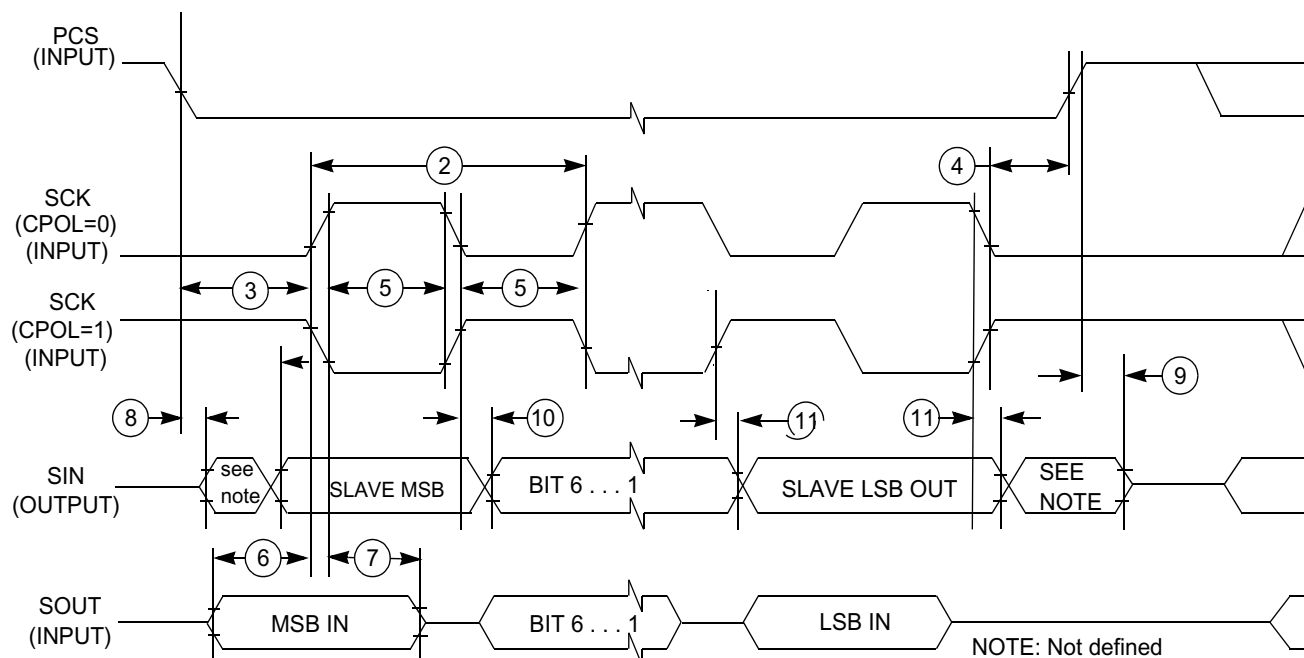 PCS
(INPUT)
2
4
SCK
(CPOL=0)
(INPUT)
3
5
5
SCK
(CPOL=1)
(INPUT)
8
10
11
11
9
SIN
(OUTPUT)
see
note
SLAVE MSB
BIT 6 . . . 1
SLAVE LSB OUT
SEE
NOTE
6
7
SOUT
(INPUT)
MSB IN
BIT 6 . . . 1
LSB IN
NOTE: Not defined